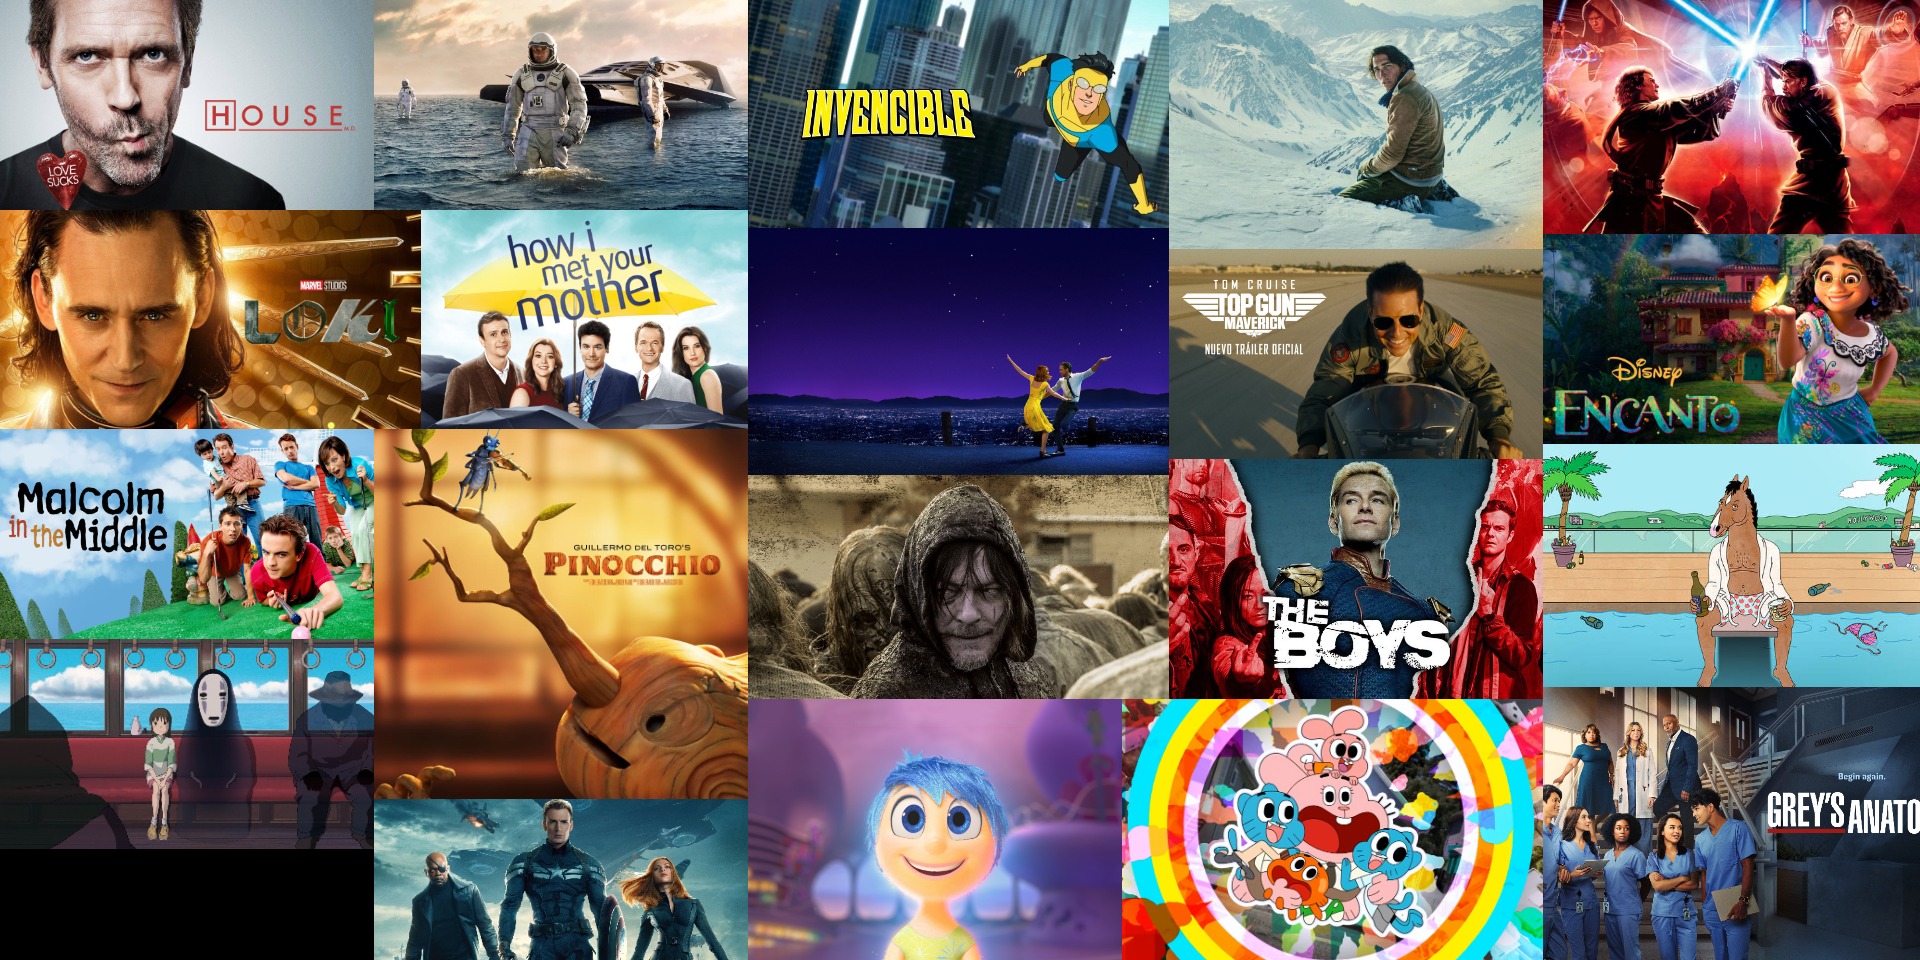 HOUSE
M.D.
LOVE
SUCKS
INVENCIBLE
MARVEL STUDIOS
LOKI
how i
met your
mother
TOM CRUISE
TOP GUN
MAVERICK
NUEVO TRÁILER OFICIAL
Disney
ENCANTO
Malcolm
in the Middle
GUILLERMO DEL TORO'S
PINOCCHIO
THE
BOYS
Begin again.
GREY'S ANATO